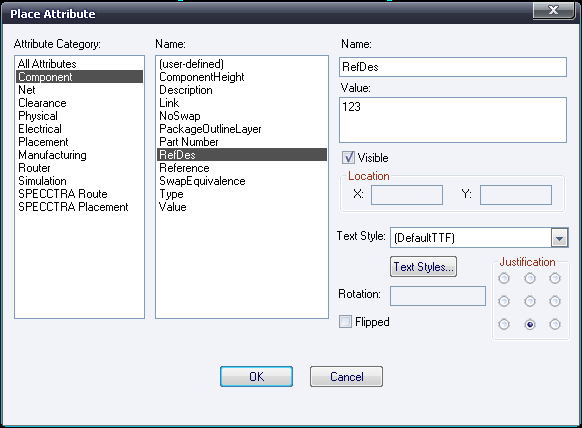 Place Attribute
Attribute Category:
All Attributes
Component
Net
Clearance
Physical
Electrical
Placement
Manufacturing
Router
Simulation
SPECCTRA Route
SPECCTRA Placement
Name:
(user-defined)
ComponentHeight
Description
Link
NoSwap
PackageOutlineLayer
Part Number
RefDes
Reference
SwapEquivalence
Type
Value
Name:
RefDes
Value:
123
Visible
Location
X: Y:
Text Style: (DefaultTTF)
Text Styles...
Justification
Rotation:
Flipped
OK Cancel